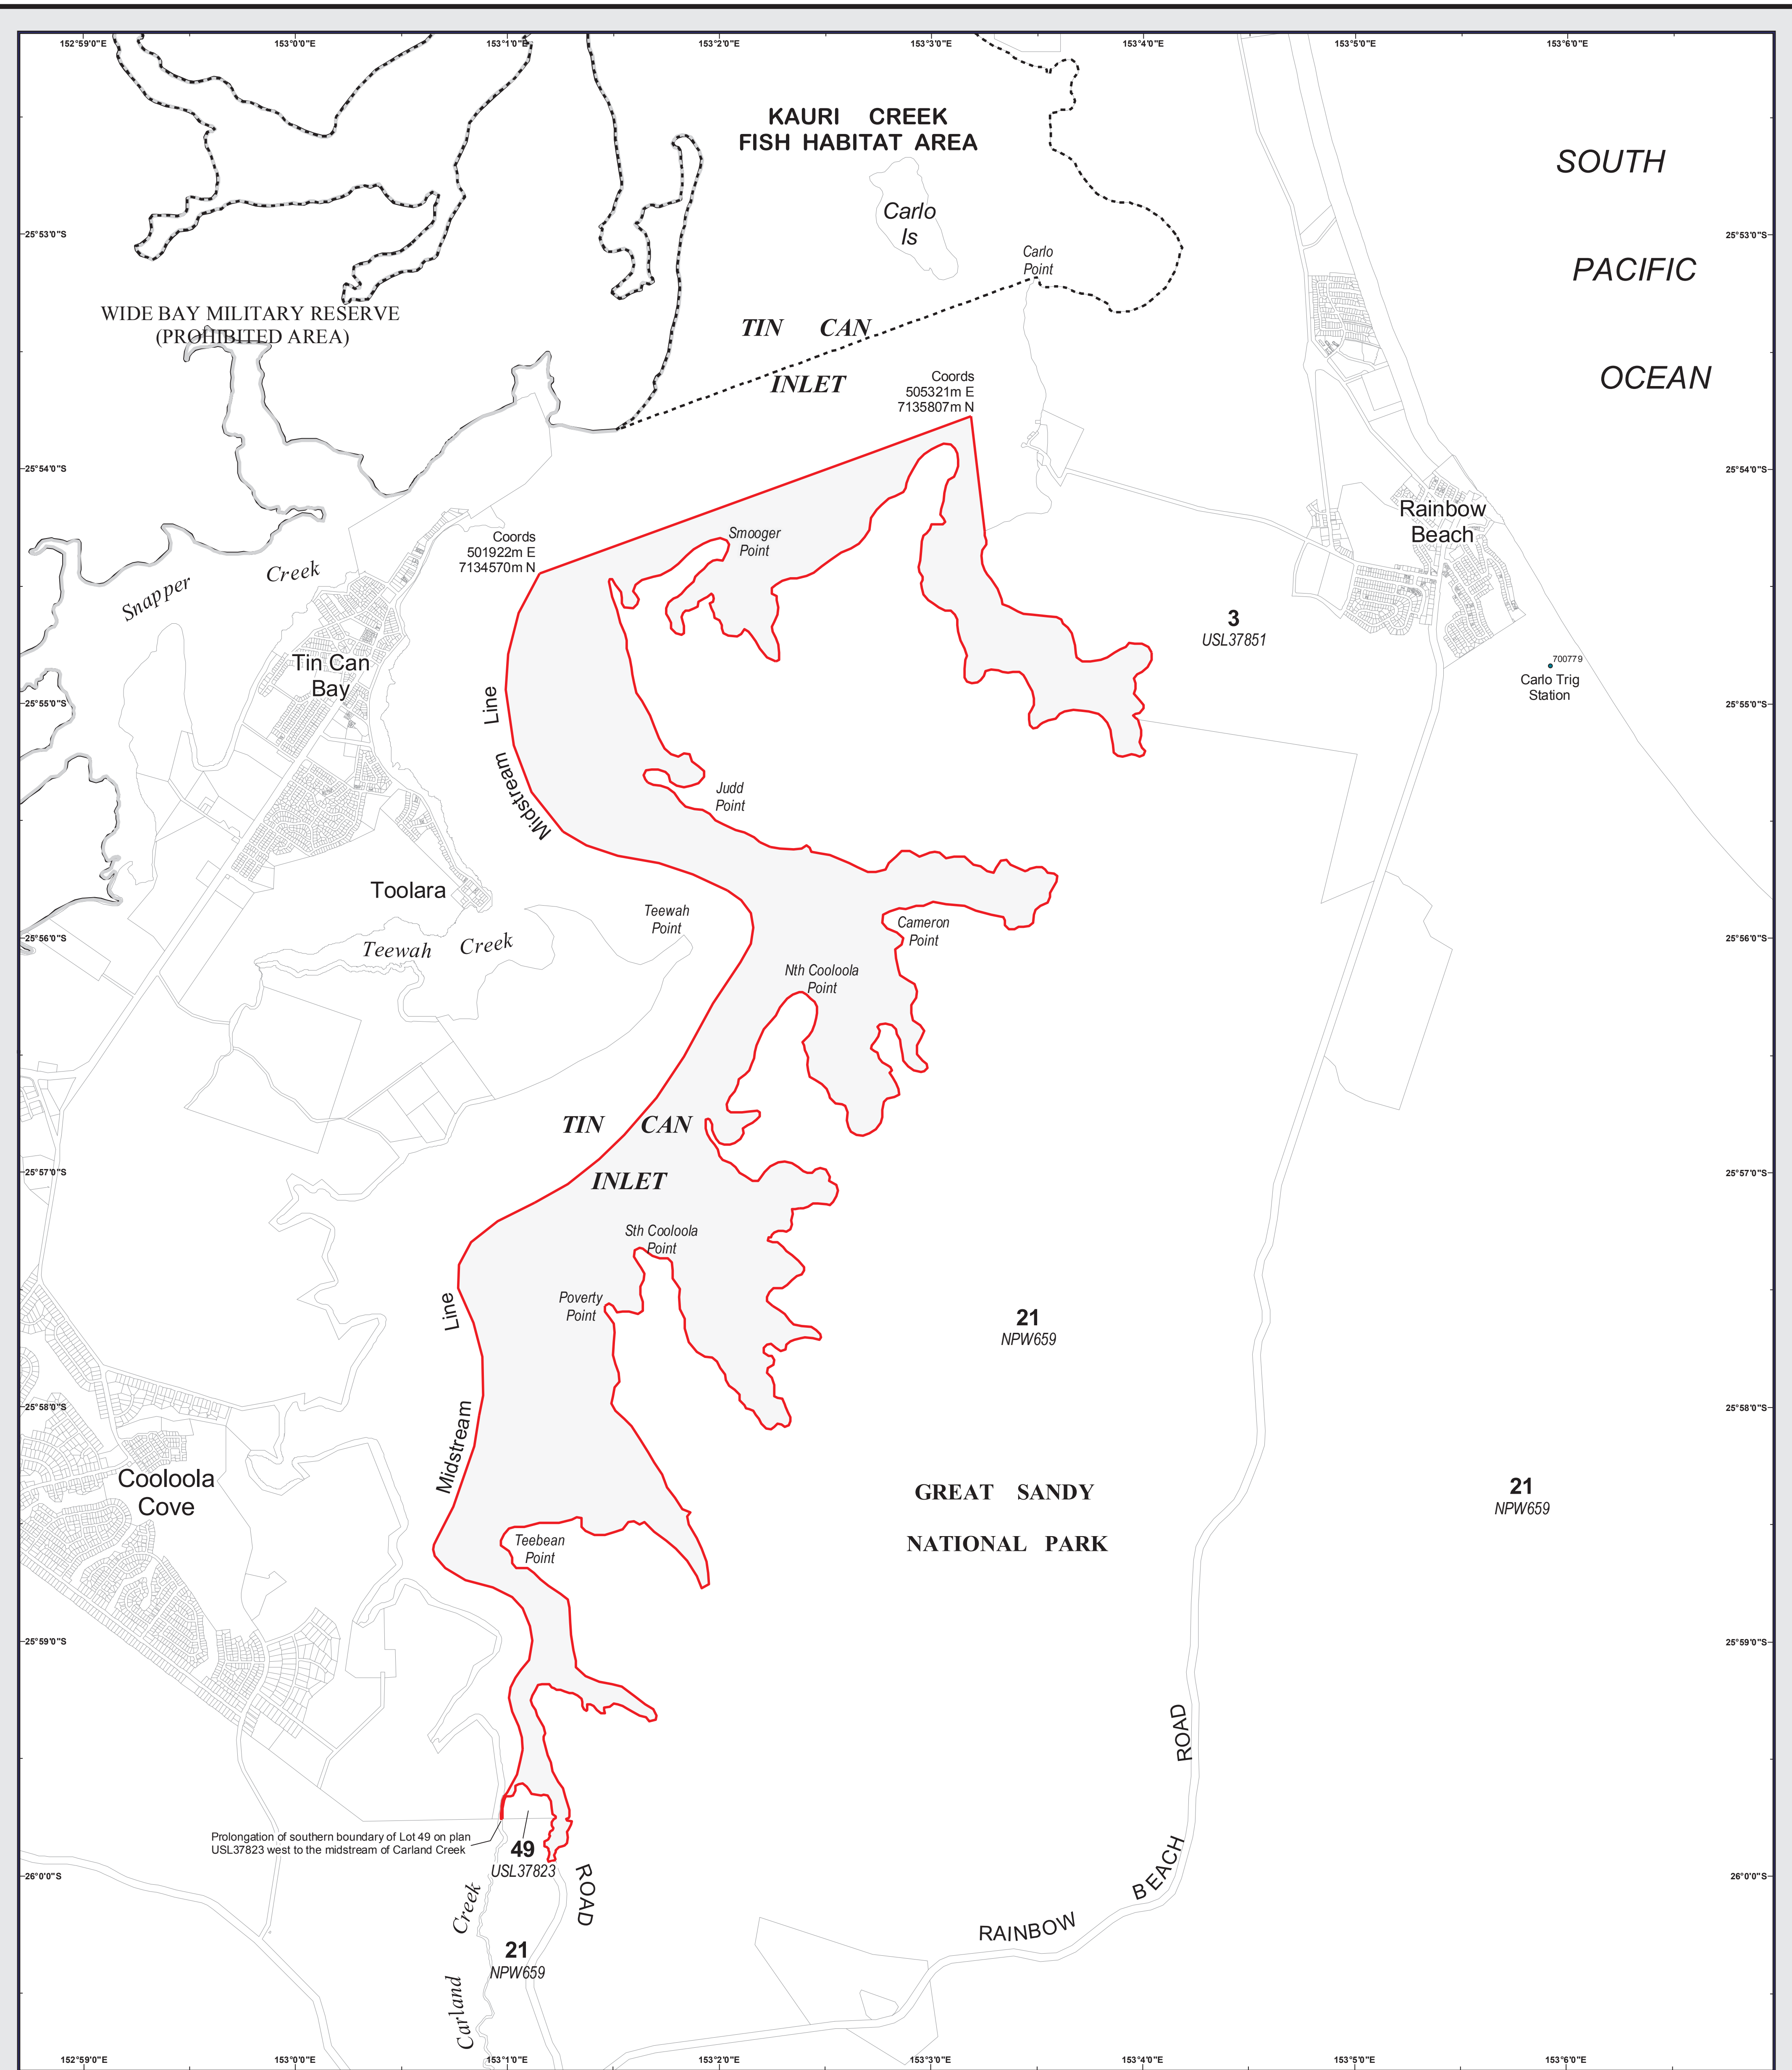 152°59'0"E
153°0'0"E
153°1'0"E
153°2'0"E
153°3'0"E
153°4'0"E
153°5'0"E
153°6'0"E
KAURI CREEK
FISH HABITAT AREA
SOUTH
PACIFIC
OCEAN
Carlo
Is
25°53'0"S
25°53'0"S
Carlo
Point
WIDE BAY MILITARY RESERVE
(PROHIBITED AREA)
TIN CAN
INLET
Coords
505321m E
7135807m N
25°54'0"S
25°54'0"S
Rainbow
Beach
Smooger
Point
Coords
501922m E
7134570m N
Snapper Creek
3
USL37851
Tin Can
Bay
700779
Carlo Trig
Station
25°55'0"S
25°55'0"S
Line
Midstream
Judd
Point
Toolara
Teewah
Point
Cameron
Point
Teewah Creek
25°56'0"S
25°56'0"S
Nth Cooloola
Point
TIN CAN
INLET
25°57'0"S
25°57'0"S
Sth Cooloola
Point
Poverty
Point
Line
Midstream
21
NPW659
25°58'0"S
25°58'0"S
Cooloola
Cove
GREAT SANDY
NATIONAL PARK
21
NPW659
Teebean
Point
25°59'0"S
25°59'0"S
ROAD
Prolongation of southern boundary of Lot 49 on plan
USL37823 west to the midstream of Carland Creek
49
USL37823
26°0'0"S
26°0'0"S
ROAD
BEACH
RAINBOW
Creek
Carland
21
NPW659
152°59'0"E
153°0'0"E
153°1'0"E
153°2'0"E
153°3'0"E
153°4'0"E
153°5'0"E
153°6'0"E